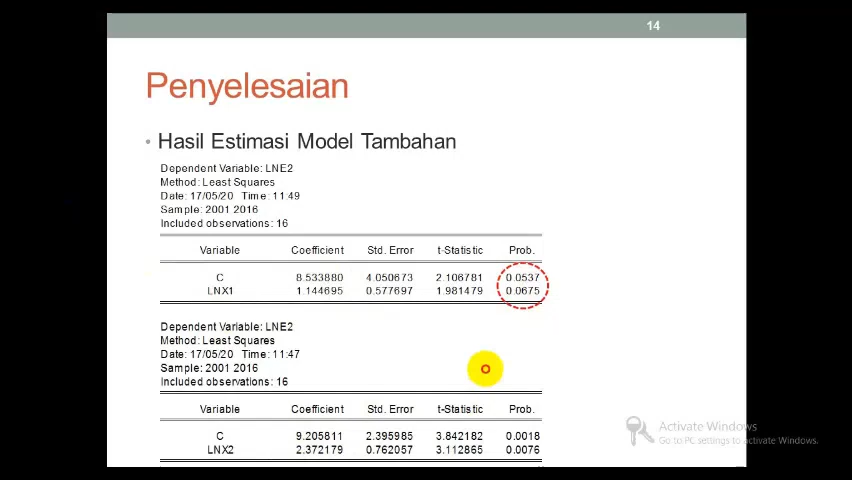 14
Penyelesaian
• Hasil Estimasi Model Tambahan
Dependent Variable: LNE2
Method: Least Squares
Date: 17/05/20 Time: 11:49
Sample: 2001 2016
Included observations: 16
Variable Coefficient Std. Error t-Statistic Prob.
C 8.533880 4.050673 2.106781 0.0537
LNX1 1.144695 0.577697 1.981479 0.0675
Dependent Variable: LNE2
Method: Least Squares
Date: 17/05/20 Time: 11:47
Sample: 2001 2016
Included observations: 16
Variable Coefficient Std. Error t-Statistic Prob.
C 9.205811 2.395985 3.842182 0.0018
LNX2 2.372179 0.762057 3.112865 0.0076
Activate Windows
Go to PC settings to activate Windows.